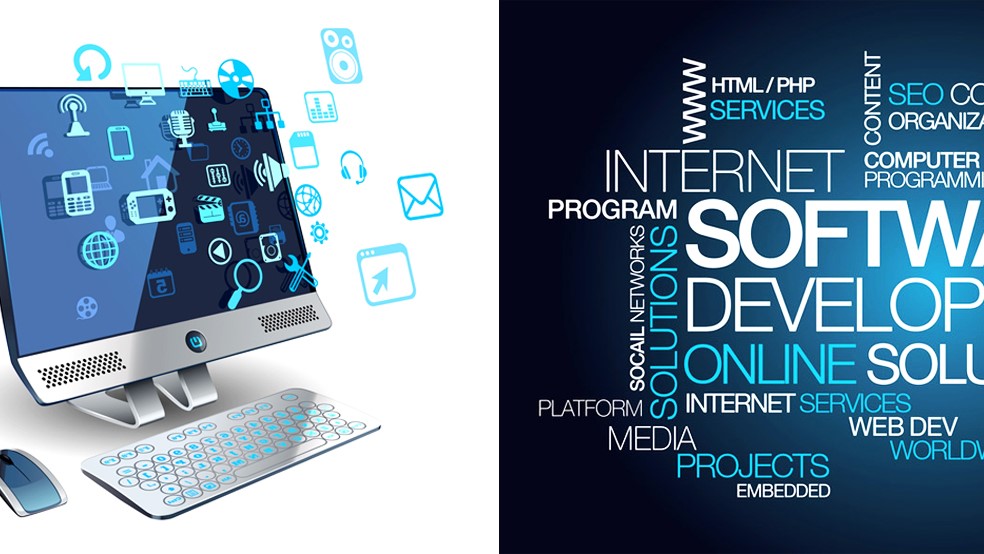 5
WWW
HTML / PHP
SERVICES
CONTENT
SEO CO
ORGANIZA
INTERNET
COMPUTER
PROGRAMMI
PROGRAM
SOFTWA
SOCAIL NETWORKS
SOLUTIONS
DEVELOP
ONLINE SOLU
PLATFORM
INTERNET SERVICES
MEDIA
WEB DEV
WORLDW
PROJECTS
EMBEDDED